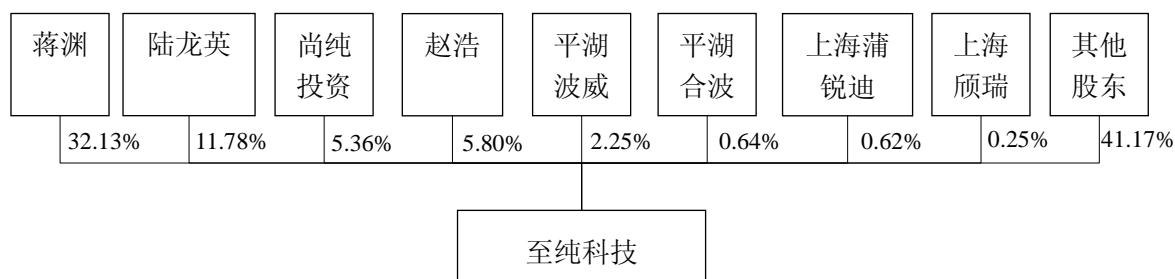 蒋渊
陆龙英
尚纯
投资
赵浩
平湖
波威
平湖
合波
上海蒲
锐迪
上海
颀瑞
其他
股东
32.13%
11.78%
5.36%
5.80%
2.25%
0.64%
0.62%
0.25%
41.17%
至纯科技